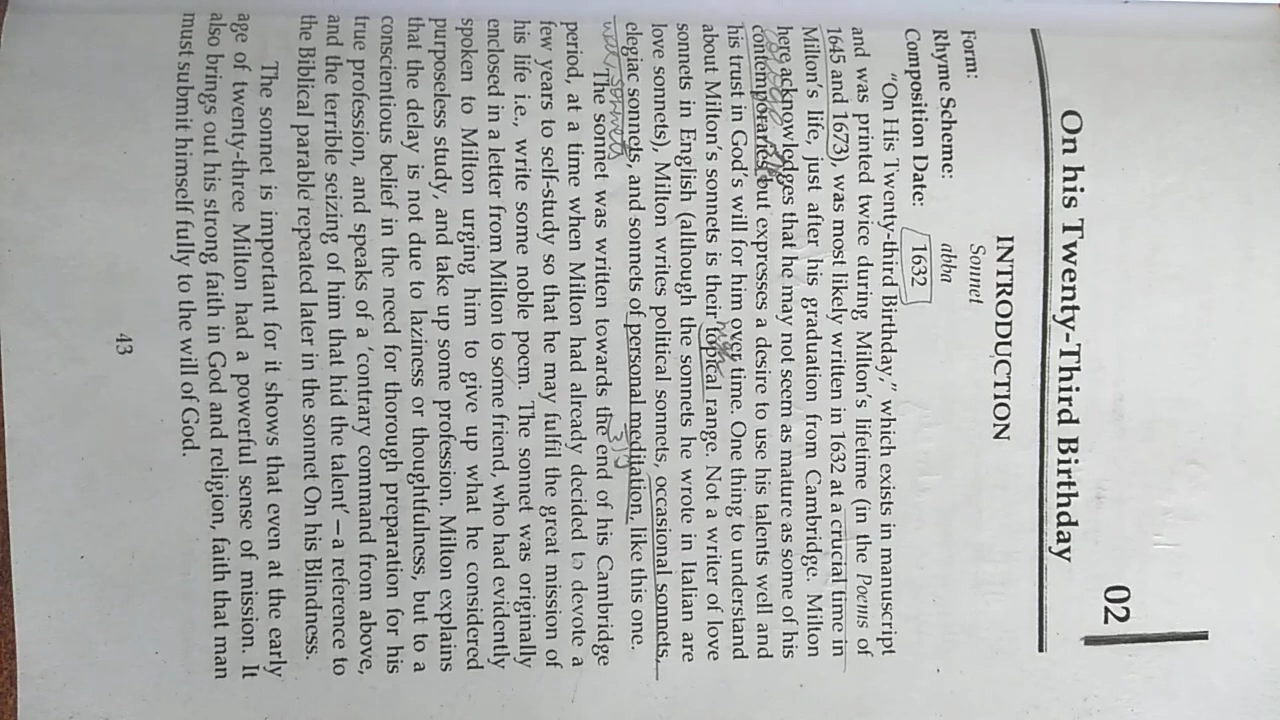 02
On his Twenty-Third Birthday
INTRODUCTION
Form: Sonnet
Rhyme Scheme: abba
Composition Date: 1632
"On His Twenty-third Birthday," which exists in manuscript
and was printed twice during Milton's lifetime (in the Poems of
1645 and 1673), was most likely written in 1632 at a crucial time in
Milton's life, just after his graduation from Cambridge. Milton
here acknowledges that he may not seem as mature as some of his
contemporaries but expresses a desire to use his talents well and
his trust in God's will for him over time. One thing to understand
about Milton's sonnets is their topical range. Not a writer of love
sonnets in English (although the sonnets he wrote in Italian are
love sonnets), Milton writes political sonnets, occasional sonnets,
elegiac sonnets, and sonnets of personal meditation, like this one.
The sonnet was writen towards the end of his Cambridge
period, at a time when Milton had already decided to devote a
few years to self-study so that he may fulfil the great mission of
his life i.e., write some noble poem. The sonnet was originally
enclosed in a letter from Milton to some friend, who had evidently
spoken to Milton urging him to give up what he considered
purposeless study, and take up some profession. Milton explains
that the delay is not due to laziness or thoughtfulness, but to a
conscientious belief in the need for thorough preparation for his
true profession, and speaks of a 'contrary command from above,
and the terrible seizing of him that hid the talent' – a reference to
the Biblical parable repeated later in the sonnet On his Blindness.
The sonnet is important for it shows that even at the early
age of twenty-three Milton had a powerful sense of mission. It
also brings out his strong faith in God and religion, faith that man
must submit himself fully to the will of God.
43